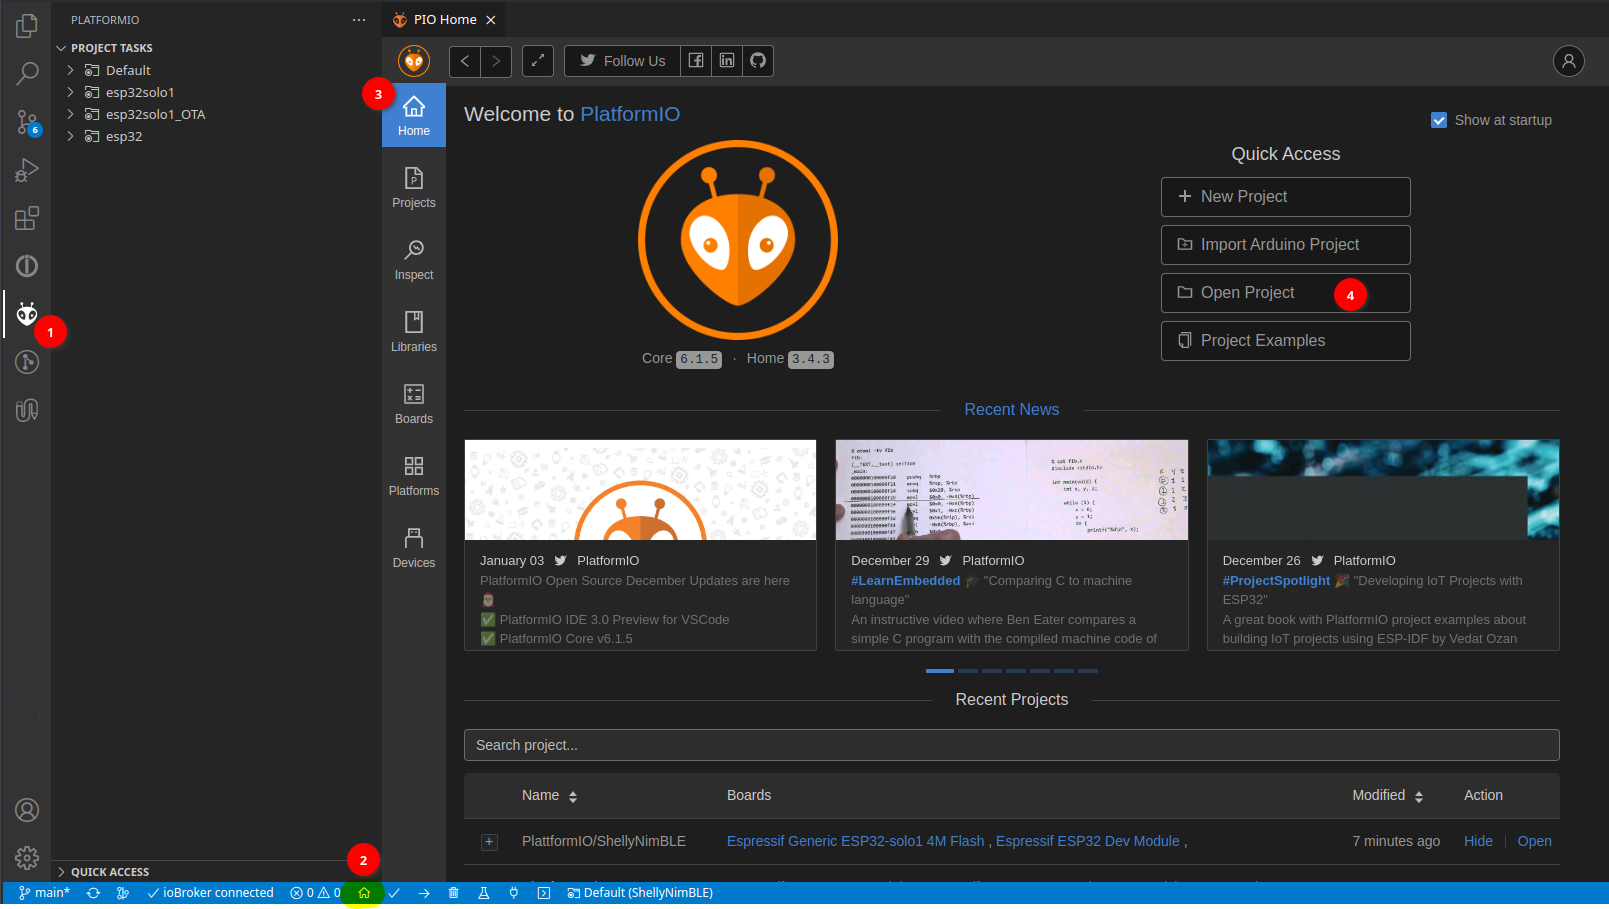 PLATFORMIO
PROJECT TASKS
Default
esp32solo1
esp32solo1_OTA
esp32
QUICK ACCESS
6
1
2
3
4
PIO Home
Follow Us
Home
Projects
Inspect
Libraries
Boards
Platforms
Devices
Welcome to PlatformIO
Show at startup
Core 6.1.5 · Home 3.4.3
Quick Access
New Project
Import Arduino Project
Open Project
Project Examples
Recent News
January 03 PlatformIO
PlatformIO Open Source December Updates are here
🎅
✅ PlatformIO IDE 3.0 Preview for VSCode
✅ PlatformIO Core v6.1.5
December 29 PlatformIO
#LearnEmbedded 🎓 "Comparing C to machine
language"
An instructive video where Ben Eater compares a
simple C program with the compiled machine code of
December 26 PlatformIO
#ProjectSpotlight 🎉 "Developing IoT Projects with
ESP32"
A great book with PlatformIO project examples about
building IoT projects using ESP-IDF by Vedat Ozan
Recent Projects
Search project...
Name Boards Modified Action
PlattformIO/ShellyNimBLE Espressif Generic ESP32-solo1 4M Flash , Espressif ESP32 Dev Module , 7 minutes ago Hide | Open
main* ioBroker connected 0 0 Default (ShellyNimBLE)